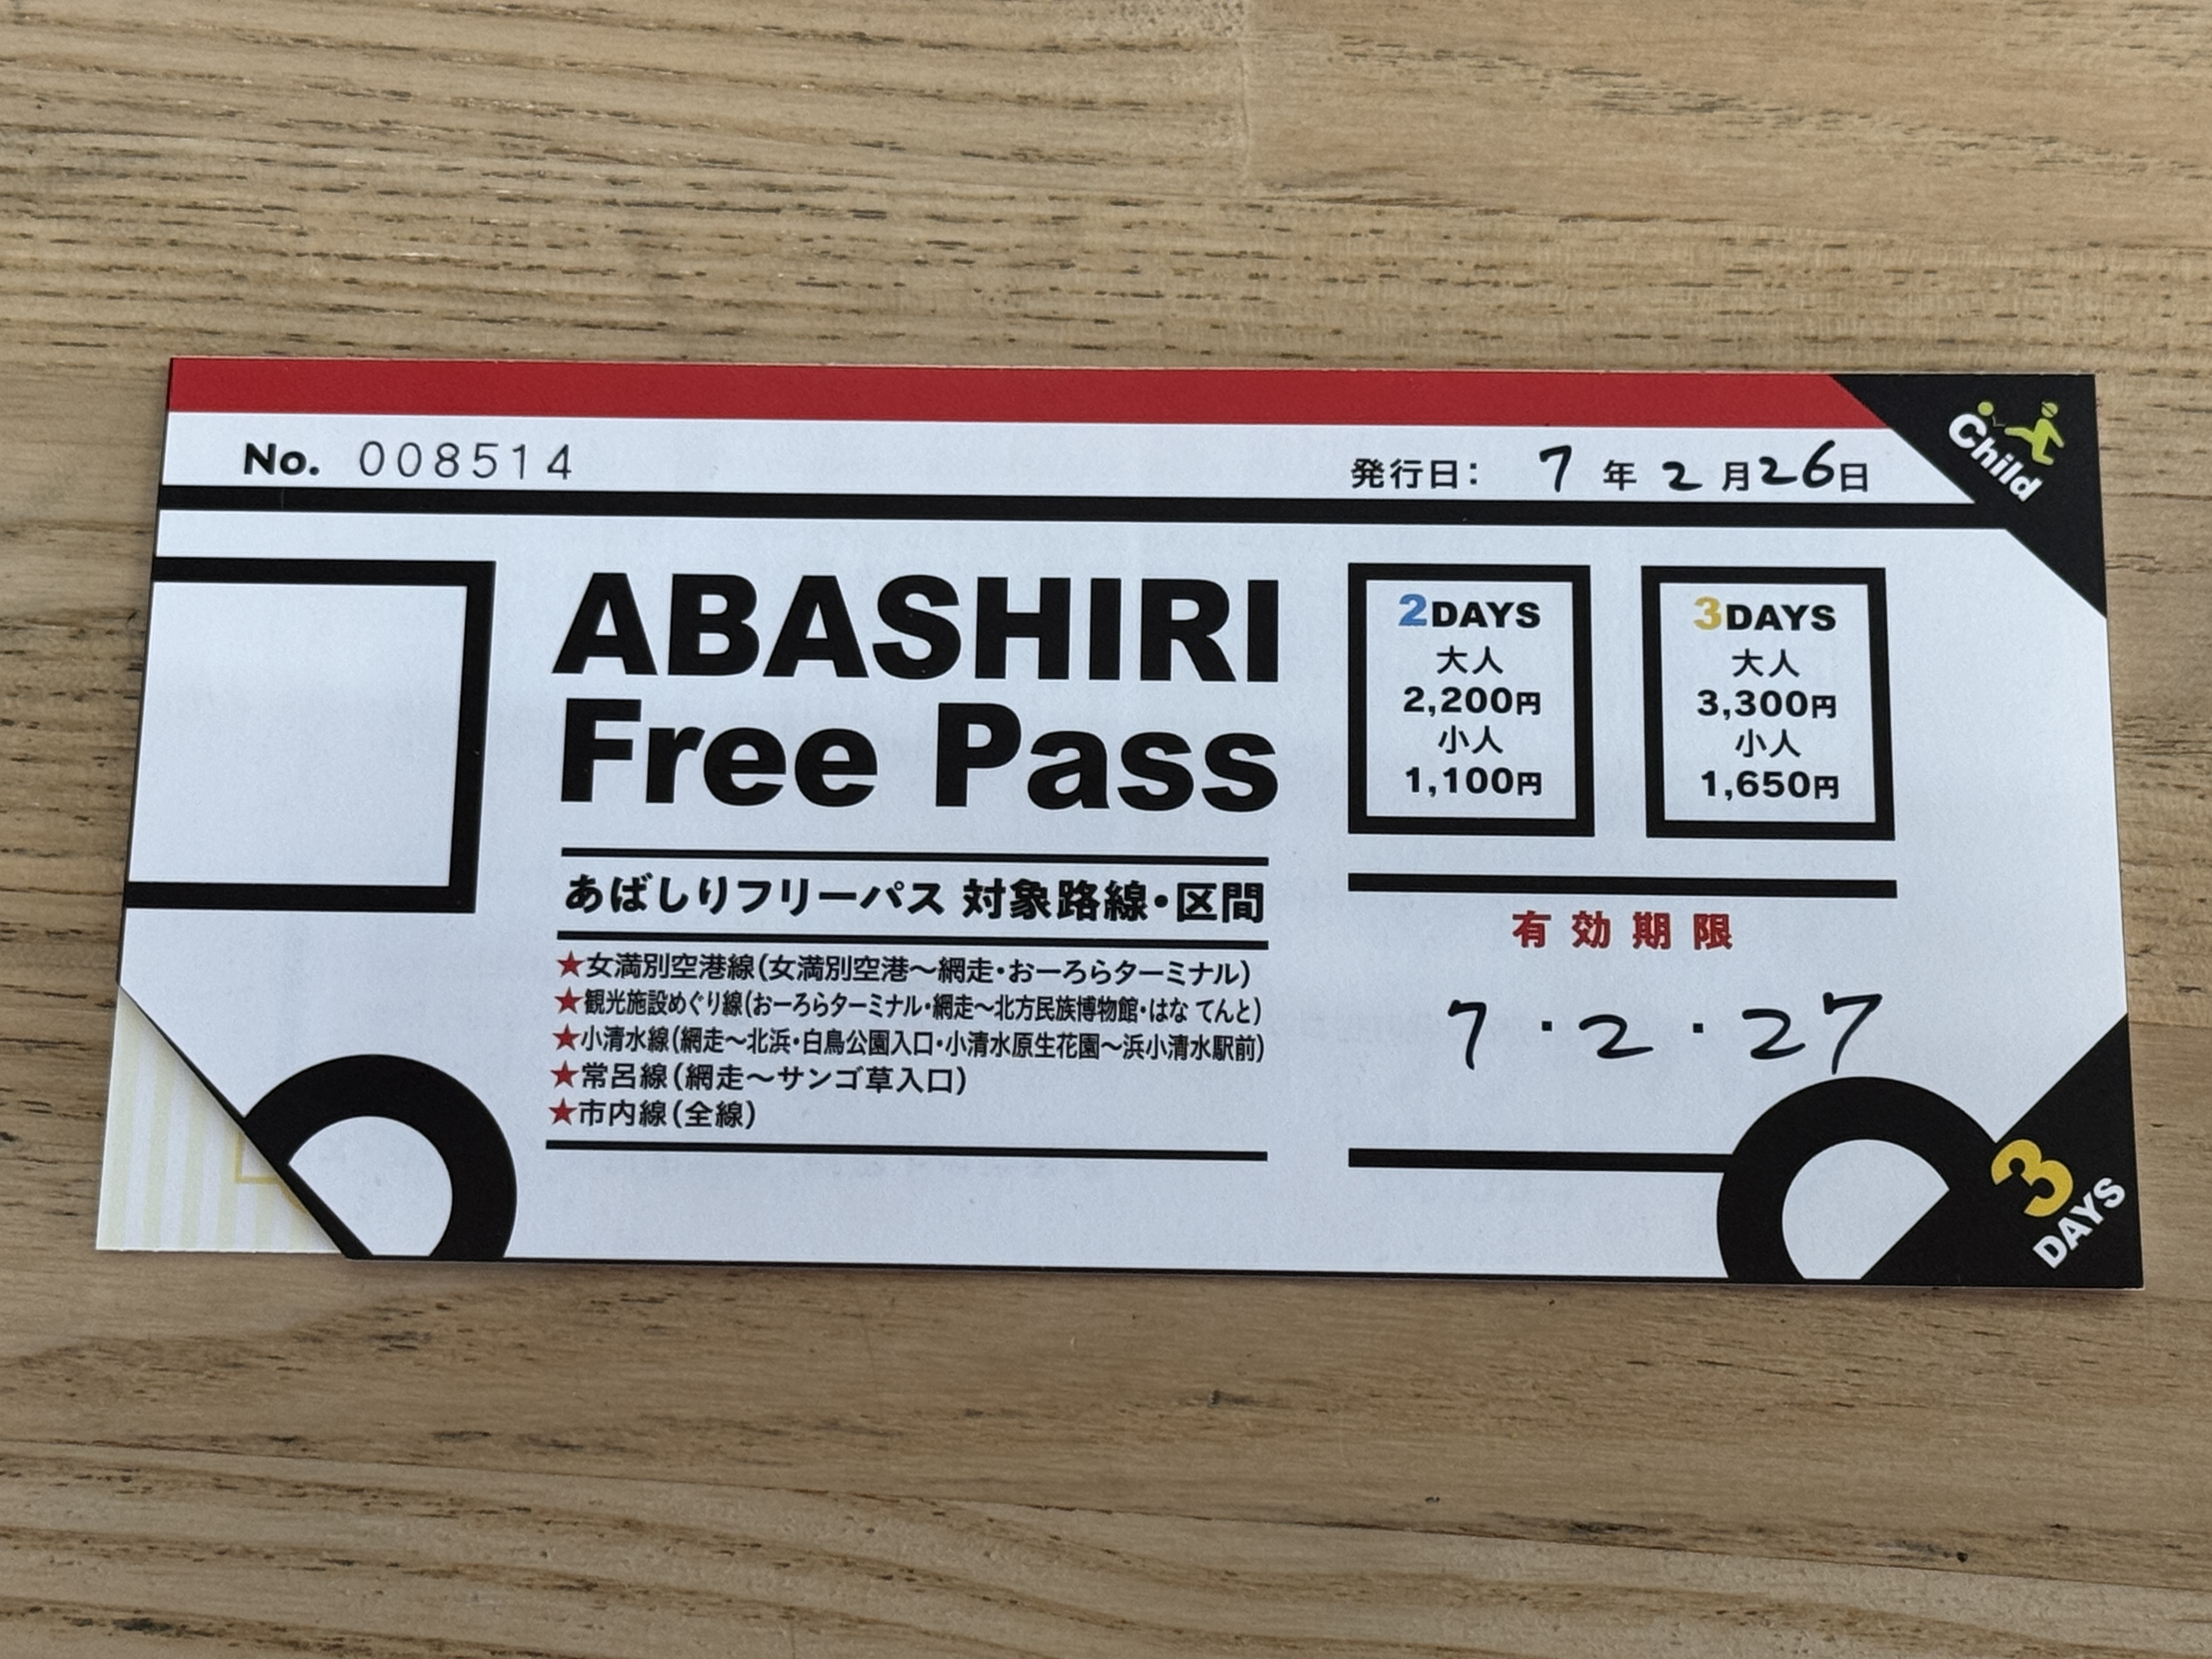 No. 008514
発行日: 7年2月26日
Child
ABASHIRI
Free Pass
2DAYS
大人
2,200円
小人
1,100円
3DAYS
大人
3,300円
小人
1,650円
あばしりフリーパス 対象路線・区間
★女満別空港線(女満別空港～網走・おーろらターミナル)
★観光施設めぐり線(おーろらターミナル・網走～北方民族博物館・はな てんと)
★小清水線(網走～北浜・白鳥公園入口・小清水原生花園～浜小清水駅前)
★常呂線(網走～サンゴ草入口)
★市内線(全線)
有効期限
7・2・27
3
DAYS